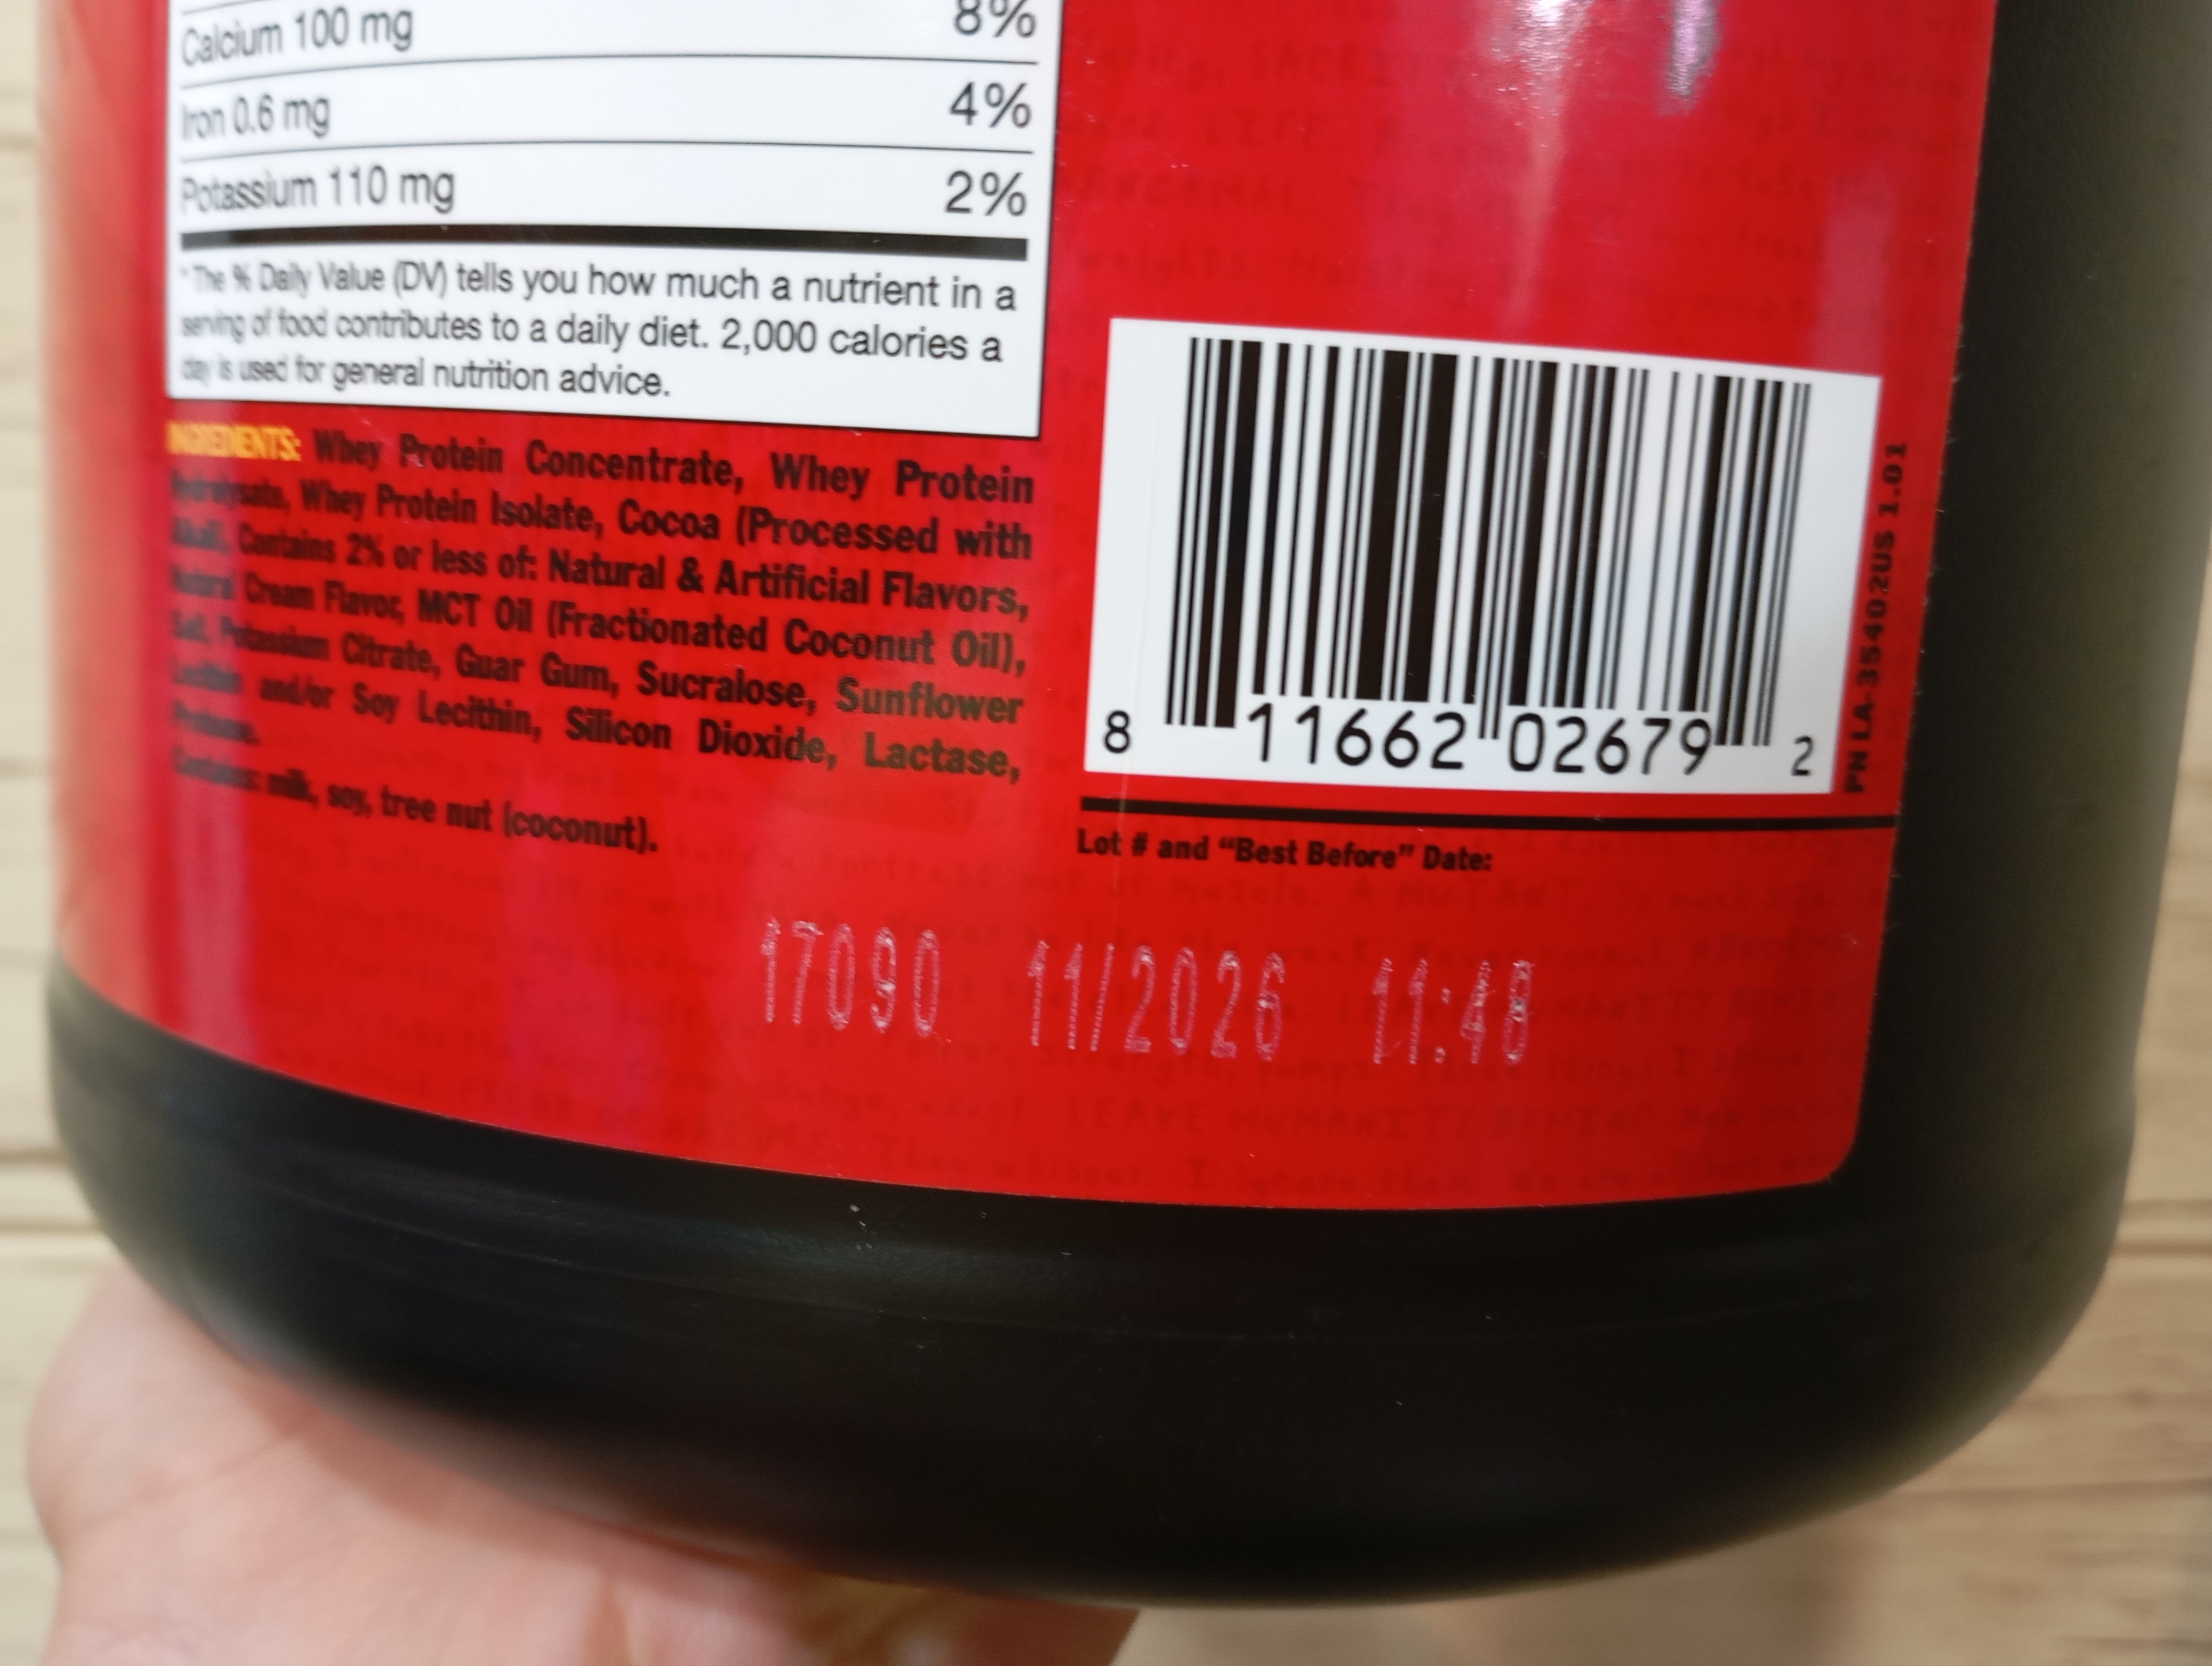 Calcium 100 mg 8%
Iron 0.6 mg 4%
Potassium 110 mg 2%
* The % Daily Value (DV) tells you how much a nutrient in a
serving of food contributes to a daily diet. 2,000 calories a
day is used for general nutrition advice.
INGREDIENTS: Whey Protein Concentrate, Whey Protein
Hydrolysate, Whey Protein Isolate, Cocoa (Processed with
Alkali, Contains 2% or less of: Natural & Artificial Flavors,
Natural Cream Flavor, MCT Oil (Fractionated Coconut Oil),
Salt, Potassium Citrate, Guar Gum, Sucralose, Sunflower
Lecithin and/or Soy Lecithin, Silicon Dioxide, Lactase,
Protease.
Contains: milk, soy, tree nut (coconut).
8 11662 02679 2
PN LA-35402US 1.01
Lot # and “Best Before” Date:
17090 11/2026 11:48